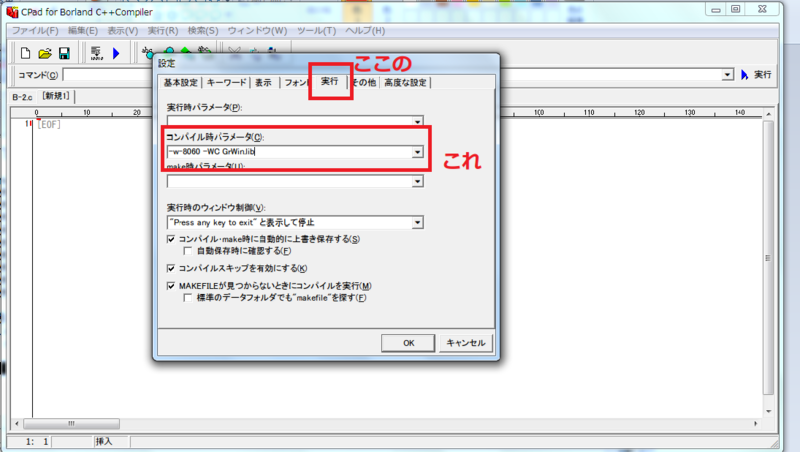 CPad for Borland C++Compiler
ファイル(F) 編集(E) 表示(V) 実行(R) 検索(S) ウィンドウ(W) ツール(T) ヘルプ(H)
コマンド(C)
実行
B-2.c [新規1]
0 10 20 100 110 120 130 140
1 [EOF]
設定
ここの
基本設定 キーワード 表示 フォント 実行 その他 高度な設定
実行時パラメータ(P):
コンパイル時パラメータ(C):
-w-8060 -WC GrWin.lib
これ
make時パラメータ(U):
実行時のウィンドウ制御(V):
"Press any key to exit" と表示して停止
コンパイル・make時に自動的に上書き保存する(S)
自動保存時に確認する(F)
コンパイルスキップを有効にする(K)
MAKEFILEが見つからないときにコンパイルを実行(M)
標準のデータフォルダでも"makefile"を探す(F)
OK キャンセル
1: 1 挿入